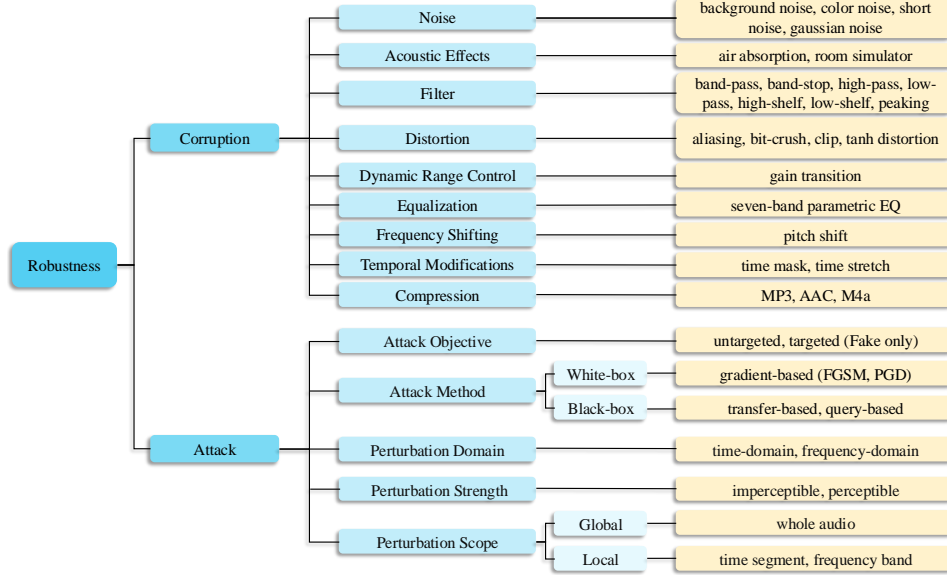 Robustness
Corruption
Noise
background noise, color noise, short
noise, gaussian noise
Acoustic Effects
air absorption, room simulator
Filter
band-pass, band-stop, high-pass, low-
pass, high-shelf, low-shelf, peaking
Distortion
aliasing, bit-crush, clip, tanh distortion
Dynamic Range Control
gain transition
Equalization
seven-band parametric EQ
Frequency Shifting
pitch shift
Temporal Modifications
time mask, time stretch
Compression
MP3, AAC, M4a
Attack
Attack Objective
untargeted, targeted (Fake only)
Attack Method
White-box
gradient-based (FGSM, PGD)
Black-box
transfer-based, query-based
Perturbation Domain
time-domain, frequency-domain
Perturbation Strength
imperceptible, perceptible
Perturbation Scope
Global
whole audio
Local
time segment, frequency band